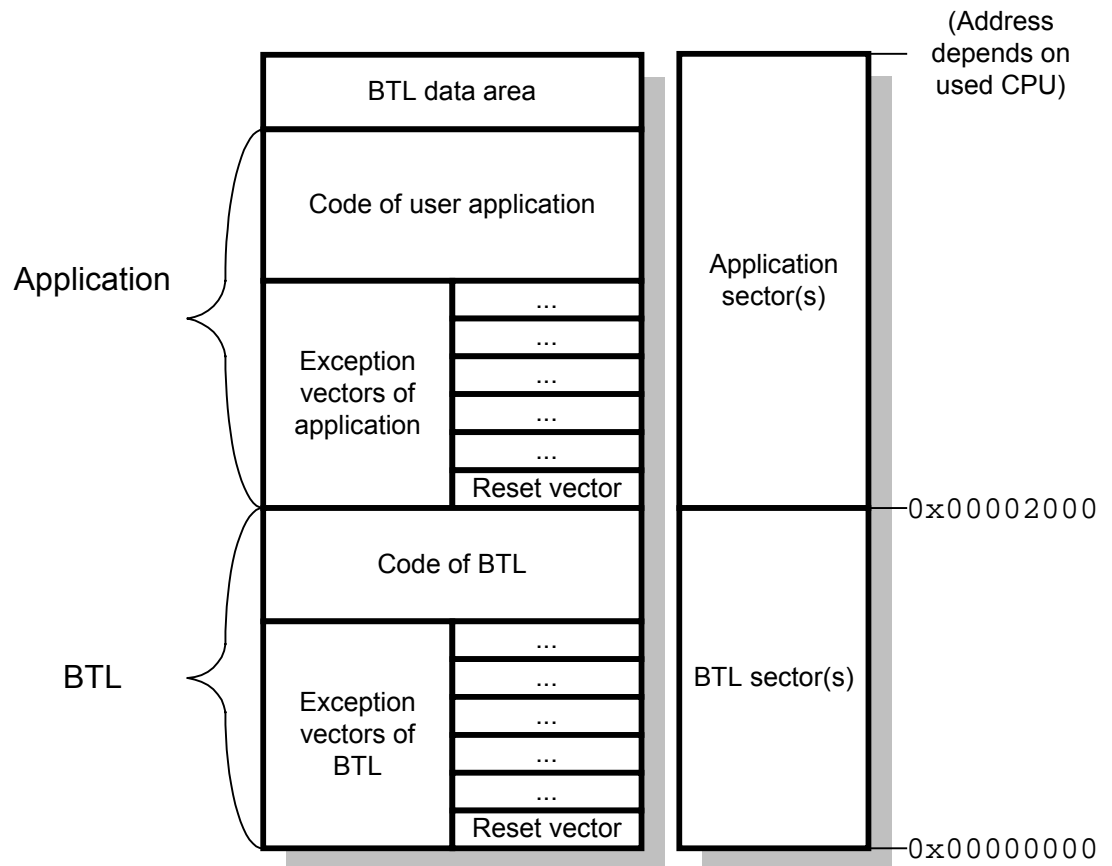 (Address
depends on
used CPU)
BTL data area
Code of user application
Application
Application
sector(s)
Exception
vectors of
application
...
...
...
...
...
Reset vector
0x00002000
Code of BTL
BTL
BTL sector(s)
Exception
vectors of
BTL
...
...
...
...
...
Reset vector
0x00000000